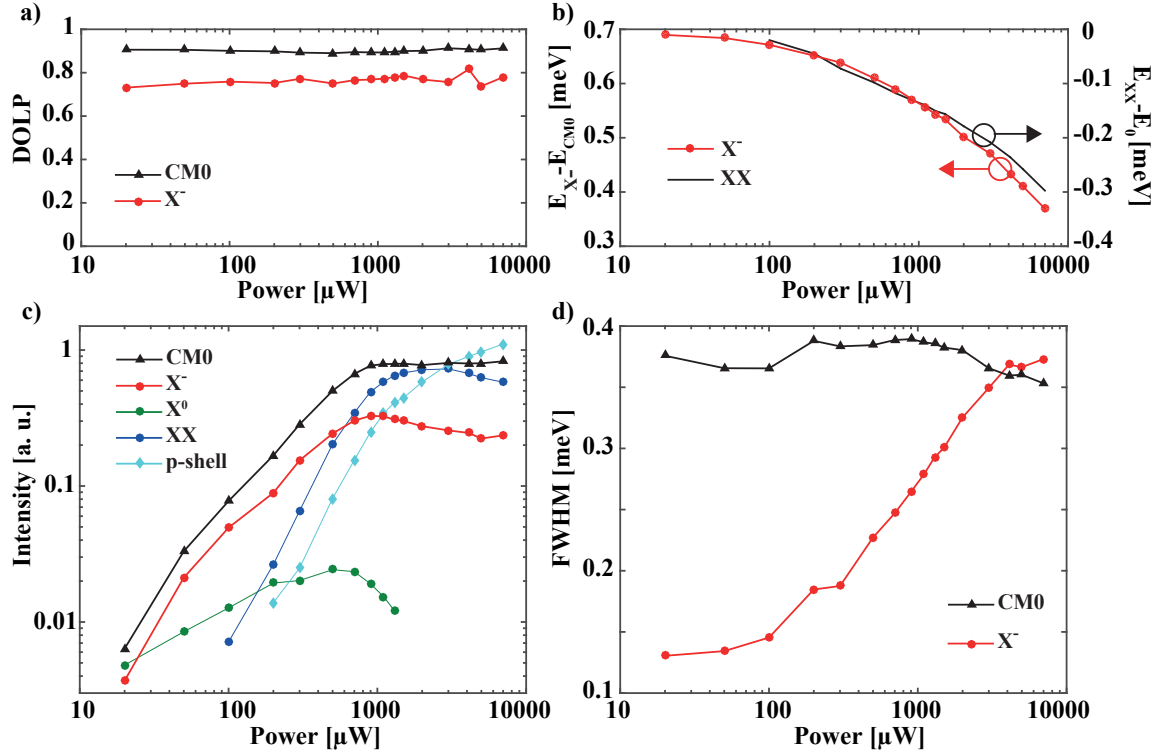 a)
1
0.8
0.6
0.4
0.2
0
DOLP
CM0
X⁻
10 100 1000 10000
Power [µW]
b)
0.7
0.6
0.5
0.4
0.3
E_X- -E_CM0 [meV]
X⁻
XX
0
-0.1
-0.2
-0.3
-0.4
E_XX-E_0 [meV]
10 100 1000 10000
Power [µW]
c)
1
0.1
0.01
Intensity [a. u.]
CM0
X⁻
X⁰
XX
p-shell
10 100 1000 10000
Power [µW]
d)
0.4
0.3
0.2
0.1
FWHM [meV]
CM0
X⁻
10 100 1000 10000
Power [µW]